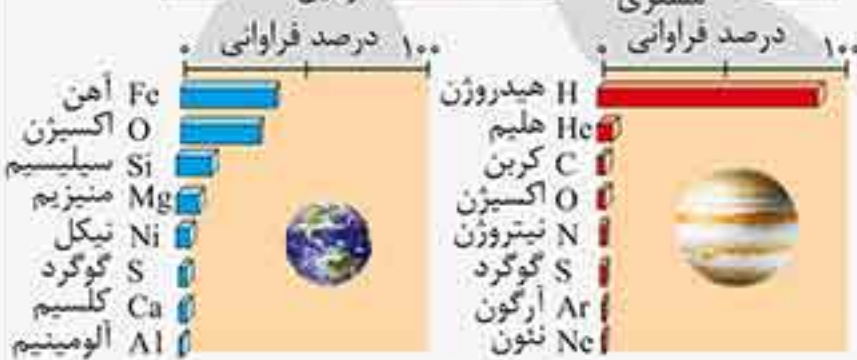 مشتری
۰ درصد فراوانی ۱۰۰
H هیدروژن
He هلیم
C کربن
O اکسیژن
N نیتروژن
S گوگرد
Ar آرگون
Ne نئون
۰ درصد فراوانی ۱۰۰
Fe آهن
O اکسیژن
Si سیلیسیم
Mg منیزیم
Ni نیکل
S گوگرد
Ca کلسیم
Al آلومینیم